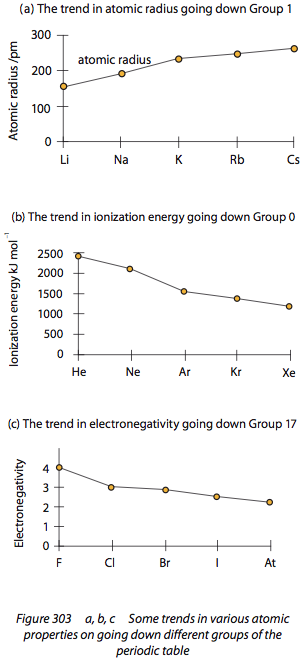 (a) The trend in atomic radius going down Group 1
300
200
100
0
Atomic radius /pm
atomic radius
Li Na K Rb Cs
(b) The trend in ionization energy going down Group 0
2500
2000
1500
1000
500
0
Ionization energy kJ mol⁻¹
He Ne Ar Kr Xe
(c) The trend in electronegativity going down Group 17
4
3
2
1
0
Electronegativity
F Cl Br I At
Figure 303 a, b, c Some trends in various atomic
properties on going down different groups of the
periodic table